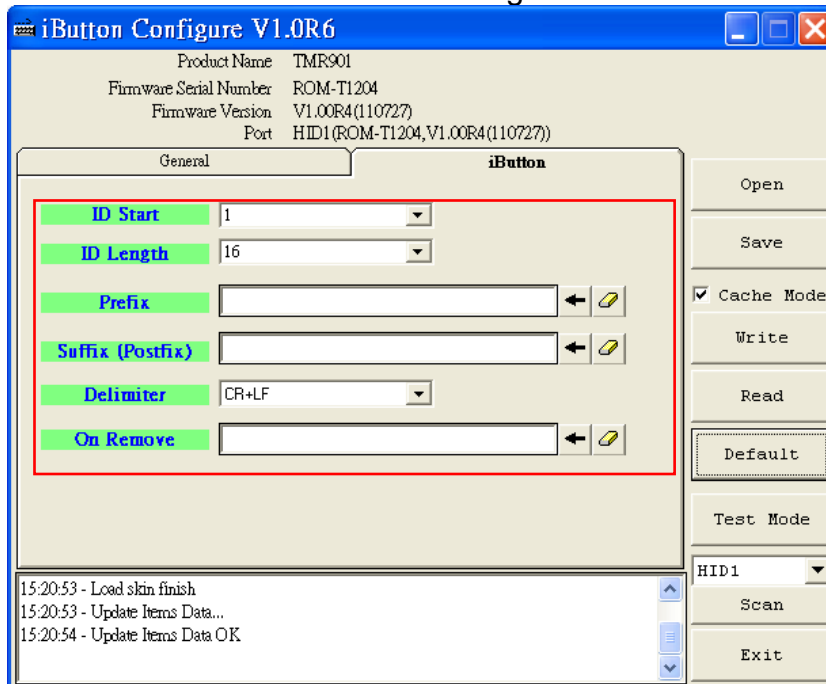 iButton Configure V1.0R6
Product Name TMR901
Firmware Serial Number ROM-T1204
Firmware Version V1.00R4(110727)
Port HID1(ROM-T1204,V1.00R4(110727))
General iButton
ID Start 1
ID Length 16
Prefix
Suffix (Postfix)
Delimiter CR+LF
On Remove
Open
Save
Cache Mode
Write
Read
Default
Test Mode
HID1
Scan
Exit
15:20:53 - Load skin finish
15:20:53 - Update Items Data...
15:20:54 - Update Items Data OK